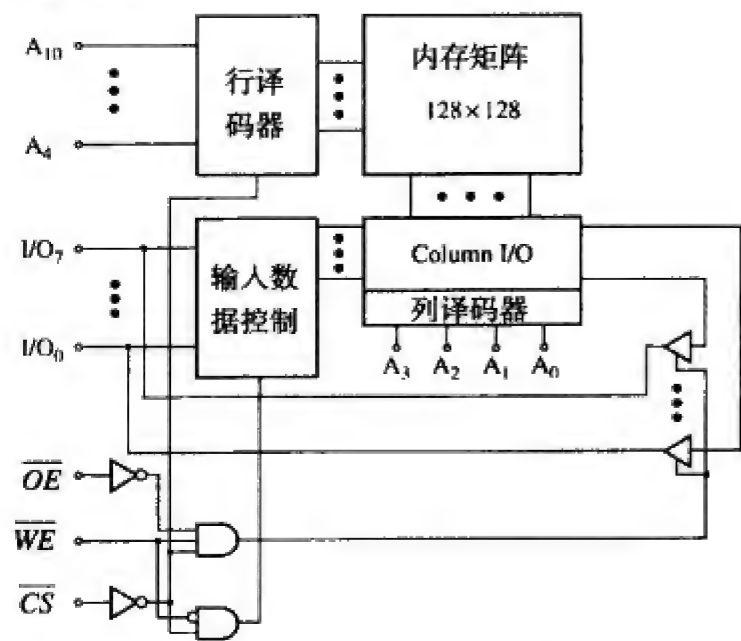 A10
A4
行译
码器
内存矩阵
128×128
I/O7
I/O0
输人数
据控制
Column I/O
列译码器
A3 A2 A1 A0
OE
WE
CS